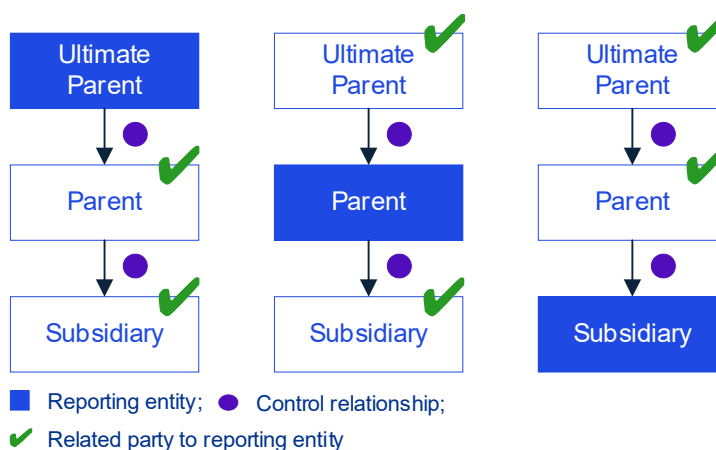 Ultimate
Parent
Ultimate
Parent
Ultimate
Parent
Parent
Parent
Parent
Subsidiary
Subsidiary
Subsidiary
Reporting entity; Control relationship;
Related party to reporting entity